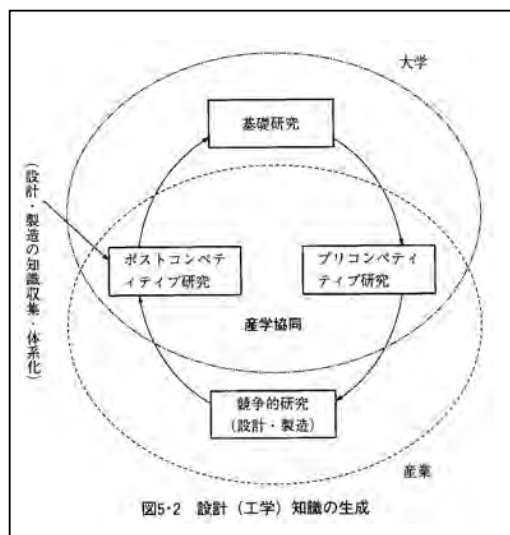 大学
基礎研究
(設計・製造の知識収集・体系化)
ポストコンペテ
ィティブ研究
プリコンペティ
ティブ研究
産学協同
競争的研究
(設計・製造)
産業
図5・2 設計(工学)知識の生成